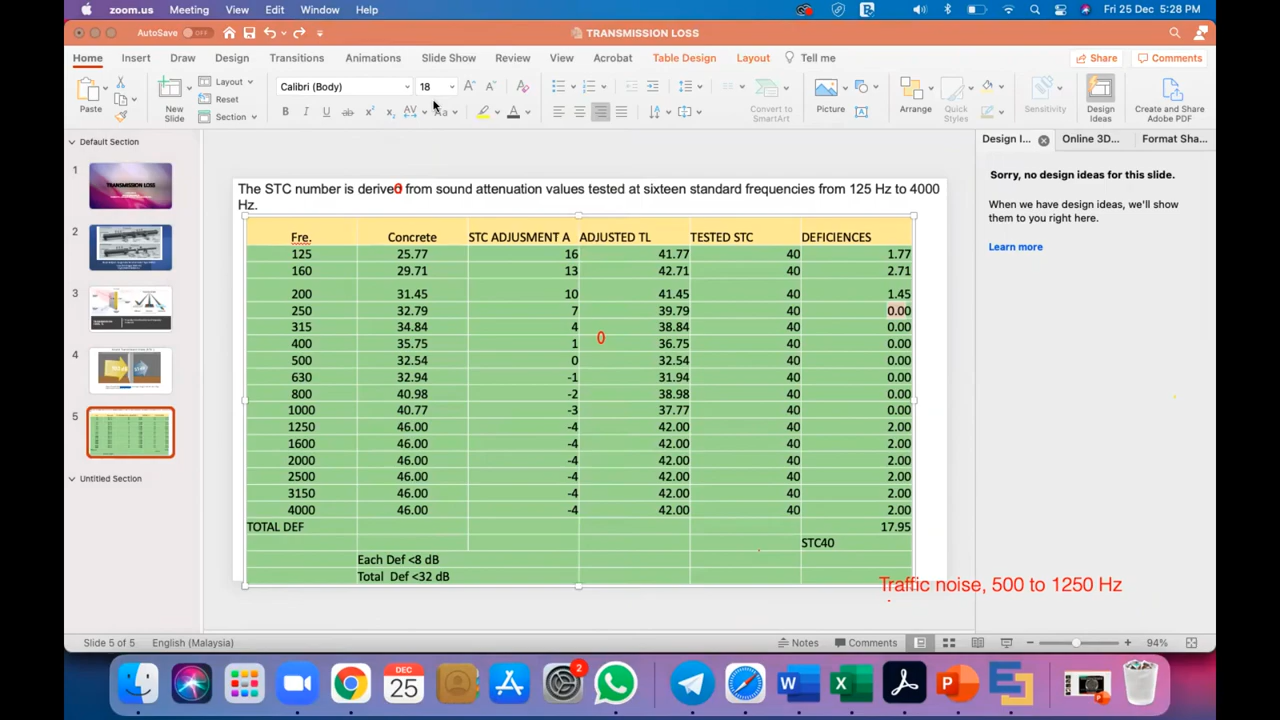 zoom.us Meeting View Edit Window Help Fri 25 Dec 5:28 PM
AutoSave OFF TRANSMISSION LOSS
Home Insert Draw Design Transitions Animations Slide Show Review View Acrobat Table Design Layout Tell me Share Comments
Paste New Slide Layout Reset Section Calibri (Body) 18 Convert to SmartArt Picture Arrange Quick Styles Sensitivity Design Ideas Create and Share Adobe PDF
Default Section
1
TRANSMISSION LOSS
2
3
4
5
Untitled Section
The STC number is derived from sound attenuation values tested at sixteen standard frequencies from 125 Hz to 4000
Hz.
Fre. Concrete STC ADJUSMENT A ADJUSTED TL TESTED STC DEFICIENCES
125 25.77 16 41.77 40 1.77
160 29.71 13 42.71 40 2.71
200 31.45 10 41.45 40 1.45
250 32.79 7 39.79 40 0.00
315 34.84 4 38.84 40 0.00
0
400 35.75 1 36.75 40 0.00
500 32.54 0 32.54 40 0.00
630 32.94 -1 31.94 40 0.00
800 40.98 -2 38.98 40 0.00
1000 40.77 -3 37.77 40 0.00
1250 46.00 -4 42.00 40 2.00
1600 46.00 -4 42.00 40 2.00
2000 46.00 -4 42.00 40 2.00
2500 46.00 -4 42.00 40 2.00
3150 46.00 -4 42.00 40 2.00
4000 46.00 -4 42.00 40 2.00
TOTAL DEF 17.95
STC40
Each Def <8 dB
Total Def <32 dB
Traffic noise, 500 to 1250 Hz
Design I... Online 3D... Format Sha...
Sorry, no design ideas for this slide.
When we have design ideas, we'll show
them to you right here.
Learn more
Slide 5 of 5 English (Malaysia) Notes Comments 94%
DEC
25
2